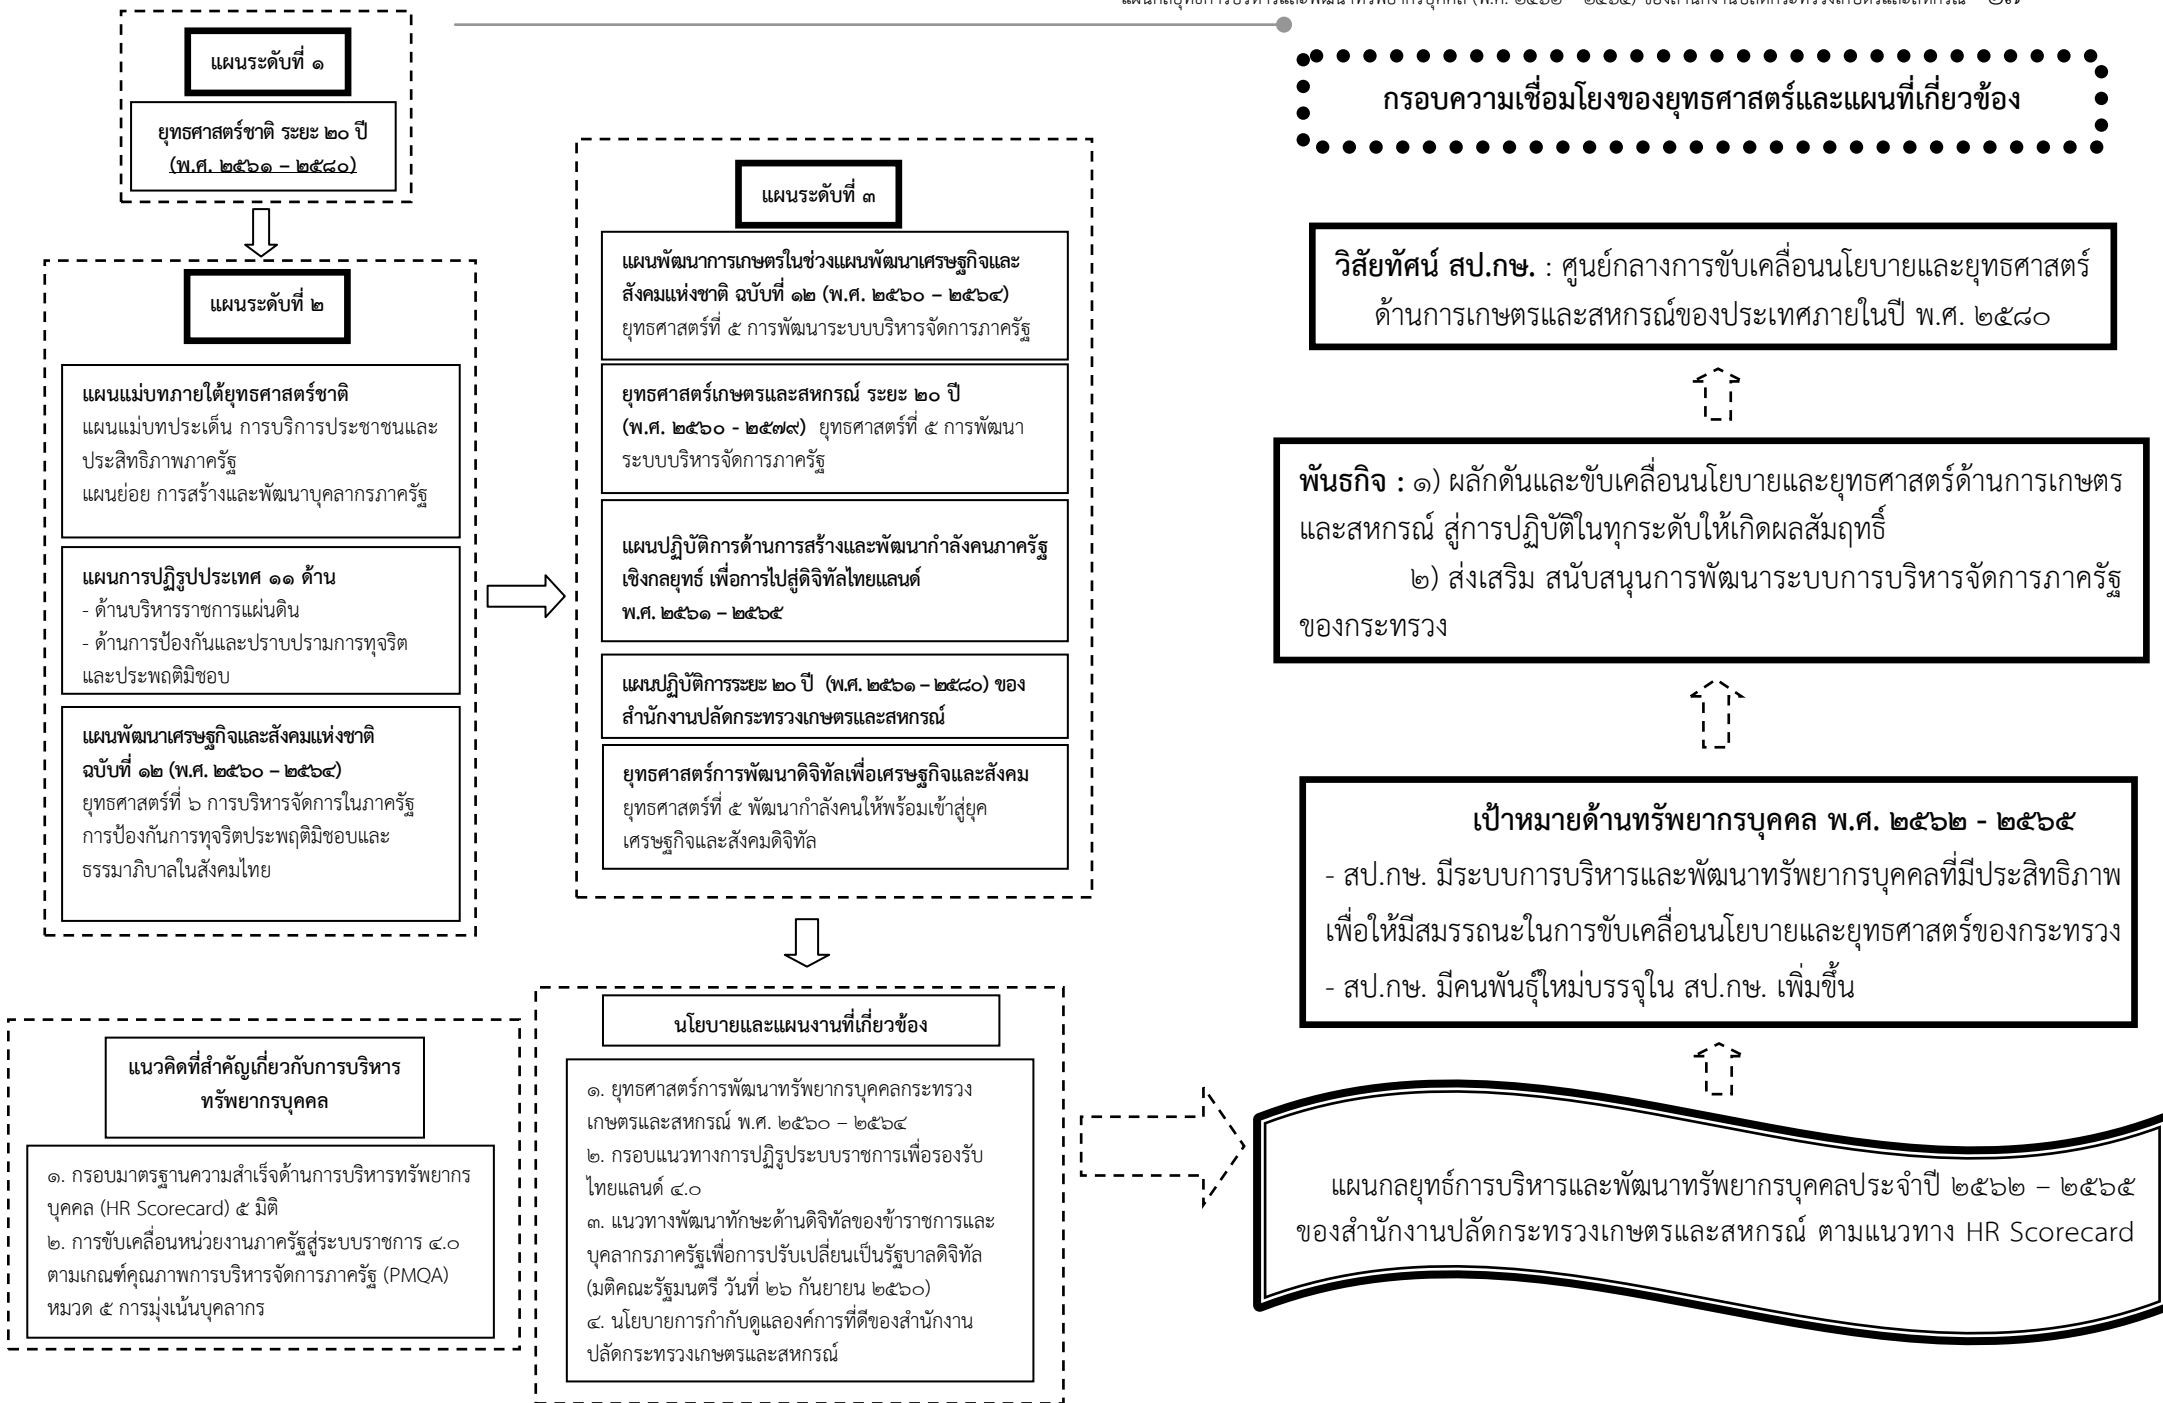 แผนกลยุทธ์การบริหารและพัฒนาทรัพยากรบุคคล (พ.ศ. ๒๕๖๒ – ๒๕๖๕) ของสำนักงานปลัดกระทรวงเกษตรและสหกรณ์ ๒๗
กรอบความเชื่อมโยงของยุทธศาสตร์และแผนที่เกี่ยวข้อง
แผนระดับที่ ๑
ยุทธศาสตร์ชาติ ระยะ ๒๐ ปี
(พ.ศ. ๒๕๖๑ – ๒๕๘๐)
แผนระดับที่ ๒
แผนแม่บทภายใต้ยุทธศาสตร์ชาติ
แผนแม่บทประเด็น การบริการประชาชนและ
ประสิทธิภาพภาครัฐ
แผนย่อย การสร้างและพัฒนาบุคลากรภาครัฐ
แผนการปฏิรูปประเทศ ๑๑ ด้าน
- ด้านบริหารราชการแผ่นดิน
- ด้านการป้องกันและปราบปรามการทุจริต
และประพฤติมิชอบ
แผนพัฒนาเศรษฐกิจและสังคมแห่งชาติ
ฉบับที่ ๑๒ (พ.ศ. ๒๕๖๐ – ๒๕๖๔)
ยุทธศาสตร์ที่ ๖ การบริหารจัดการในภาครัฐ
การป้องกันการทุจริตประพฤติมิชอบและ
ธรรมาภิบาลในสังคมไทย
แผนระดับที่ ๓
แผนพัฒนาการเกษตรในช่วงแผนพัฒนาเศรษฐกิจและ
สังคมแห่งชาติ ฉบับที่ ๑๒ (พ.ศ. ๒๕๖๐ – ๒๕๖๔)
ยุทธศาสตร์ที่ ๕ การพัฒนาระบบบริหารจัดการภาครัฐ
ยุทธศาสตร์เกษตรและสหกรณ์ ระยะ ๒๐ ปี
(พ.ศ. ๒๕๖๐ - ๒๕๗๙) ยุทธศาสตร์ที่ ๕ การพัฒนา
ระบบบริหารจัดการภาครัฐ
แผนปฏิบัติการด้านการสร้างและพัฒนากำลังคนภาครัฐ
เชิงกลยุทธ์ เพื่อการไปสู่ดิจิทัลไทยแลนด์
พ.ศ. ๒๕๖๑ – ๒๕๖๕
แผนปฏิบัติการระยะ ๒๐ ปี (พ.ศ. ๒๕๖๑ – ๒๕๘๐) ของ
สำนักงานปลัดกระทรวงเกษตรและสหกรณ์
ยุทธศาสตร์การพัฒนาดิจิทัลเพื่อเศรษฐกิจและสังคม
ยุทธศาสตร์ที่ ๕ พัฒนากำลังคนให้พร้อมเข้าสู่ยุค
เศรษฐกิจและสังคมดิจิทัล
แนวคิดที่สำคัญเกี่ยวกับการบริหาร
ทรัพยากรบุคคล
๑. กรอบมาตรฐานความสำเร็จด้านการบริหารทรัพยากร
บุคคล (HR Scorecard) ๕ มิติ
๒. การขับเคลื่อนหน่วยงานภาครัฐสู่ระบบราชการ ๔.๐
ตามเกณฑ์คุณภาพการบริหารจัดการภาครัฐ (PMQA)
หมวด ๕ การมุ่งเน้นบุคลากร
นโยบายและแผนงานที่เกี่ยวข้อง
๑. ยุทธศาสตร์การพัฒนาทรัพยากรบุคคลกระทรวง
เกษตรและสหกรณ์ พ.ศ. ๒๕๖๐ – ๒๕๖๔
๒. กรอบแนวทางการปฏิรูประบบราชการเพื่อรองรับ
ไทยแลนด์ ๔.๐
๓. แนวทางพัฒนาทักษะด้านดิจิทัลของข้าราชการและ
บุคลากรภาครัฐเพื่อการปรับเปลี่ยนเป็นรัฐบาลดิจิทัล
(มติคณะรัฐมนตรี วันที่ ๒๖ กันยายน ๒๕๖๐)
๔. นโยบายการกำกับดูแลองค์การที่ดีของสำนักงาน
ปลัดกระทรวงเกษตรและสหกรณ์
วิสัยทัศน์ สป.กษ. : ศูนย์กลางการขับเคลื่อนนโยบายและยุทธศาสตร์
ด้านการเกษตรและสหกรณ์ของประเทศภายในปี พ.ศ. ๒๕๘๐
พันธกิจ : ๑) ผลักดันและขับเคลื่อนนโยบายและยุทธศาสตร์ด้านการเกษตร
และสหกรณ์ สู่การปฏิบัติในทุกระดับให้เกิดผลสัมฤทธิ์
๒) ส่งเสริม สนับสนุนการพัฒนาระบบการบริหารจัดการภาครัฐ
ของกระทรวง
เป้าหมายด้านทรัพยากรบุคคล พ.ศ. ๒๕๖๒ - ๒๕๖๕
- สป.กษ. มีระบบการบริหารและพัฒนาทรัพยากรบุคคลที่มีประสิทธิภาพ
เพื่อให้มีสมรรถนะในการขับเคลื่อนนโยบายและยุทธศาสตร์ของกระทรวง
- สป.กษ. มีคนพันธุ์ใหม่บรรจุใน สป.กษ. เพิ่มขึ้น
แผนกลยุทธ์การบริหารและพัฒนาทรัพยากรบุคคลประจำปี ๒๕๖๒ – ๒๕๖๕
ของสำนักงานปลัดกระทรวงเกษตรและสหกรณ์ ตามแนวทาง HR Scorecard